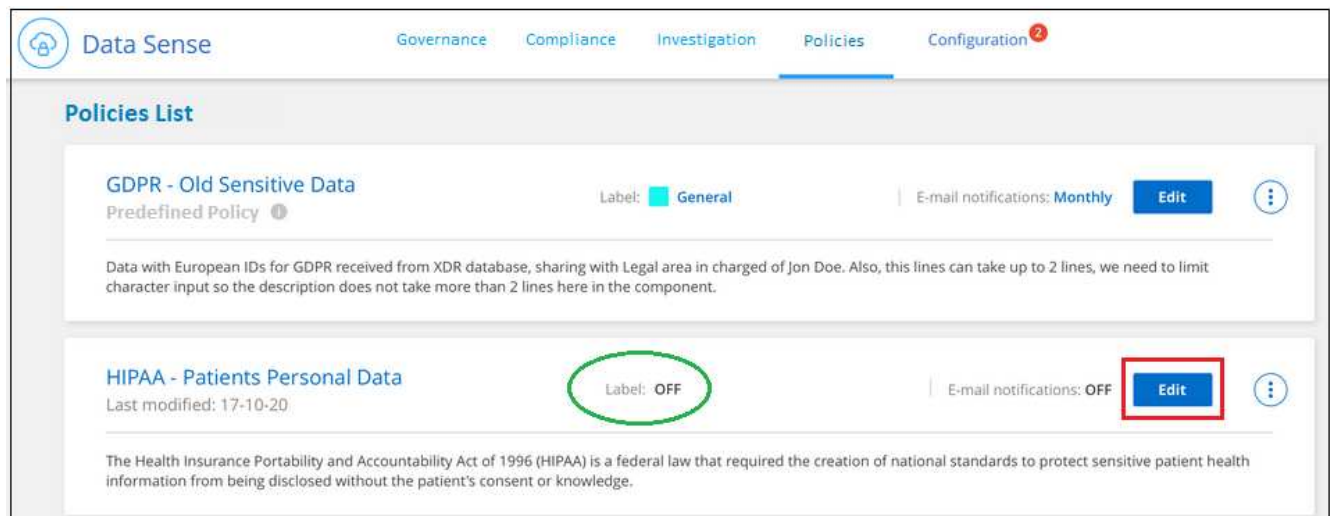 Data Sense
Governance Compliance Investigation Policies Configuration 2
Policies List
GDPR - Old Sensitive Data
Predefined Policy i
Label: General
E-mail notifications: Monthly
Edit
Data with European IDs for GDPR received from XDR database, sharing with Legal area in charged of Jon Doe. Also, this lines can take up to 2 lines, we need to limit
character input so the description does not take more than 2 lines here in the component.
HIPAA - Patients Personal Data
Last modified: 17-10-20
Label: OFF
E-mail notifications: OFF
Edit
The Health Insurance Portability and Accountability Act of 1996 (HIPAA) is a federal law that required the creation of national standards to protect sensitive patient health
information from being disclosed without the patient's consent or knowledge.